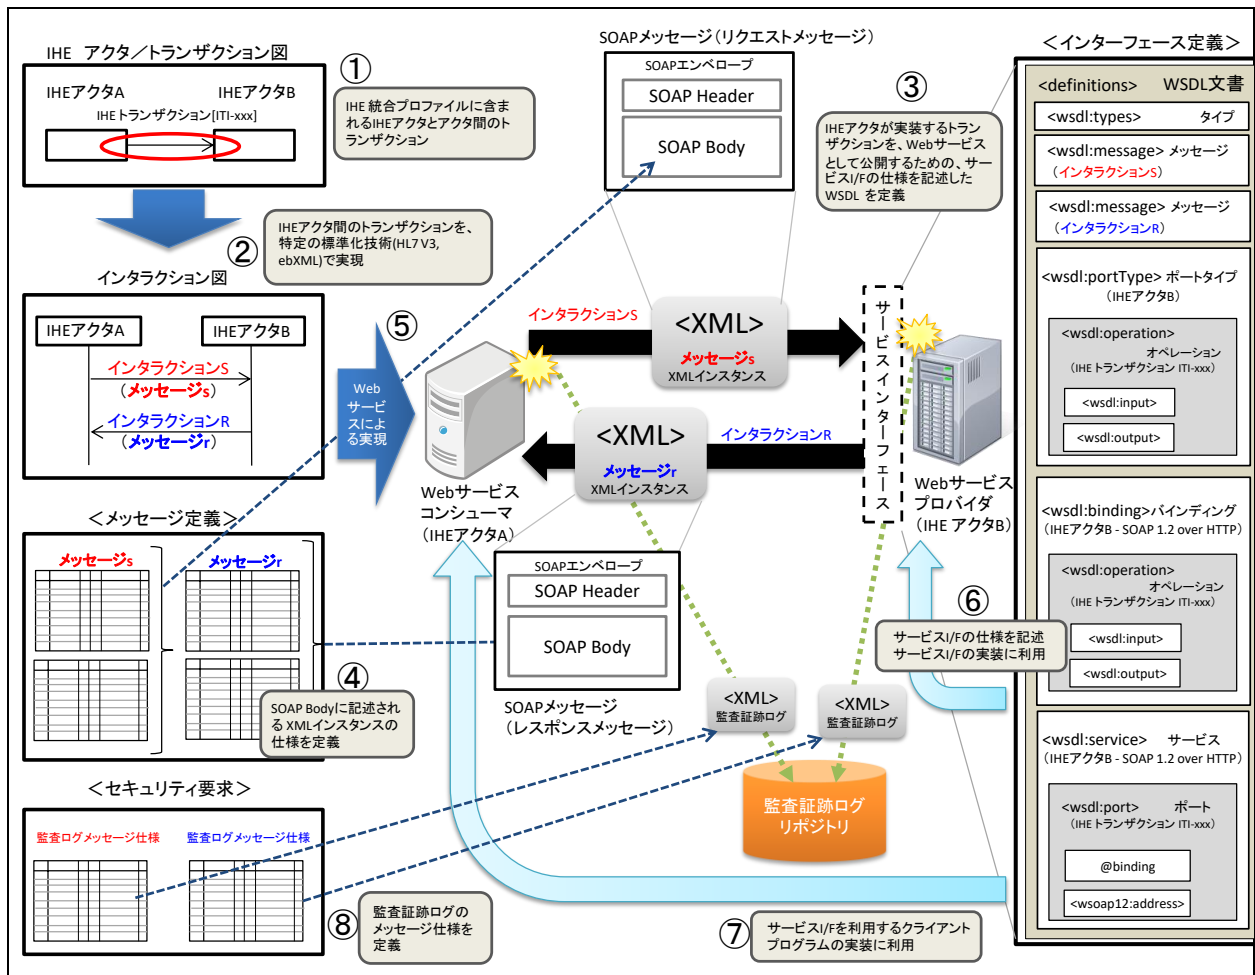 IHE アクタ／トランザクション図
IHEアクタA
IHEアクタB
IHEトランザクション[ITI-xxx]
①
IHE 統合プロファイルに含ま
れるIHEアクタとアクタ間のト
ランザクション
②
IHEアクタ間のトランザクションを、
特定の標準化技術(HL7 V3,
ebXML)で実現
インタラクション図
IHEアクタA
IHEアクタB
インタラクションS
（メッセージs）
インタラクションR
（メッセージr）
⑤
Web
サービ
スによ
る実現
＜メッセージ定義＞
メッセージs
メッセージr
④
SOAP Bodyに記述され
る XMLインスタンスの
仕様を定義
＜セキュリティ要求＞
監査ログメッセージ仕様
監査ログメッセージ仕様
⑧
監査証跡ログの
メッセージ仕様を
定義
SOAPメッセージ（リクエストメッセージ）
SOAPエンベロープ
SOAP Header
SOAP Body
③
IHEアクタが実装するトラン
ザクションを、Webサービス
として公開するための、サー
ビスI/Fの仕様を記述した
WSDL を定義
インタラクションS
<XML>
メッセージs
XMLインスタンス
<XML>
メッセージr
XMLインスタンス
インタラクションR
サービスインターフェース
Webサービス
コンシューマ
（IHEアクタA）
Webサービス
プロバイダ
（IHE アクタB）
SOAPエンベロープ
SOAP Header
SOAP Body
SOAPメッセージ
（レスポンスメッセージ）
<XML>
監査証跡ログ
<XML>
監査証跡ログ
監査証跡ログ
リポジトリ
⑥
サービスI/Fの仕様を記述
サービスI/Fの実装に利用
⑦
サービスI/Fを利用するクライアント
プログラムの実装に利用
＜インターフェース定義＞
<definitions> WSDL文書
<wsdl:types> タイプ
<wsdl:message> メッセージ
（インタラクションS）
<wsdl:message> メッセージ
（インタラクションR）
<wsdl:portType> ポートタイプ
（IHEアクタB）
<wsdl:operation>
オペレーション
（IHE トランザクション ITI-xxx）
<wsdl:input>
<wsdl:output>
<wsdl:binding>バインディング
（IHEアクタB - SOAP 1.2 over HTTP）
<wsdl:operation>
オペレーション
（IHE トランザクション ITI-xxx）
<wsdl:input>
<wsdl:output>
<wsdl:service> サービス
（IHEアクタB - SOAP 1.2 over HTTP）
<wsdl:port> ポート
（IHE トランザクション ITI-xxx）
@binding
<wsoap12:address>